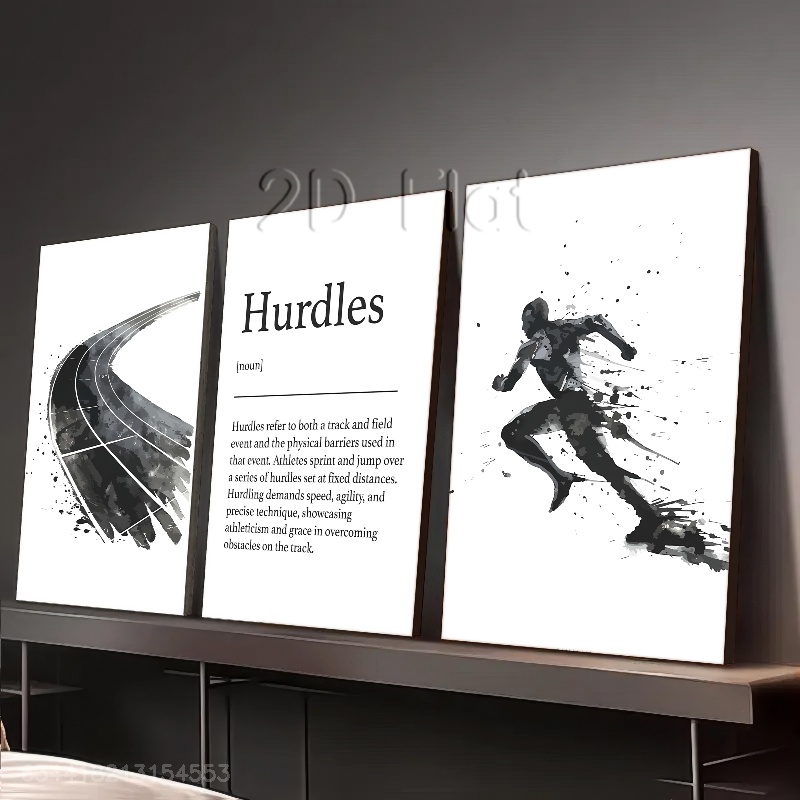 2D Flat
Hurdles
[noun]
Hurdles refer to both a track and field
event and the physical barriers used in
that event. Athletes sprint and jump over
a series of hurdles set at fixed distances.
Hurdling demands speed, agility, and
precise technique, showcasing
athleticism and grace in overcoming
obstacles on the track.